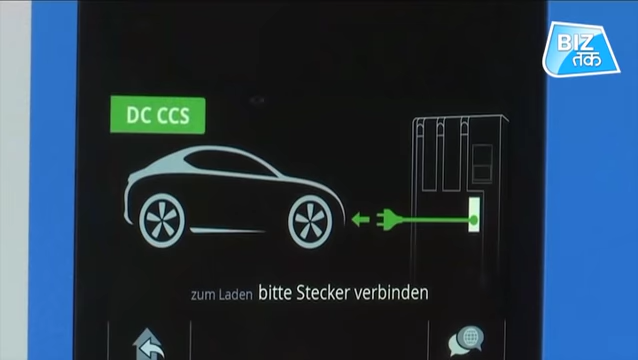 BIZ
तक
DC CCS
zum Laden bitte Stecker verbinden